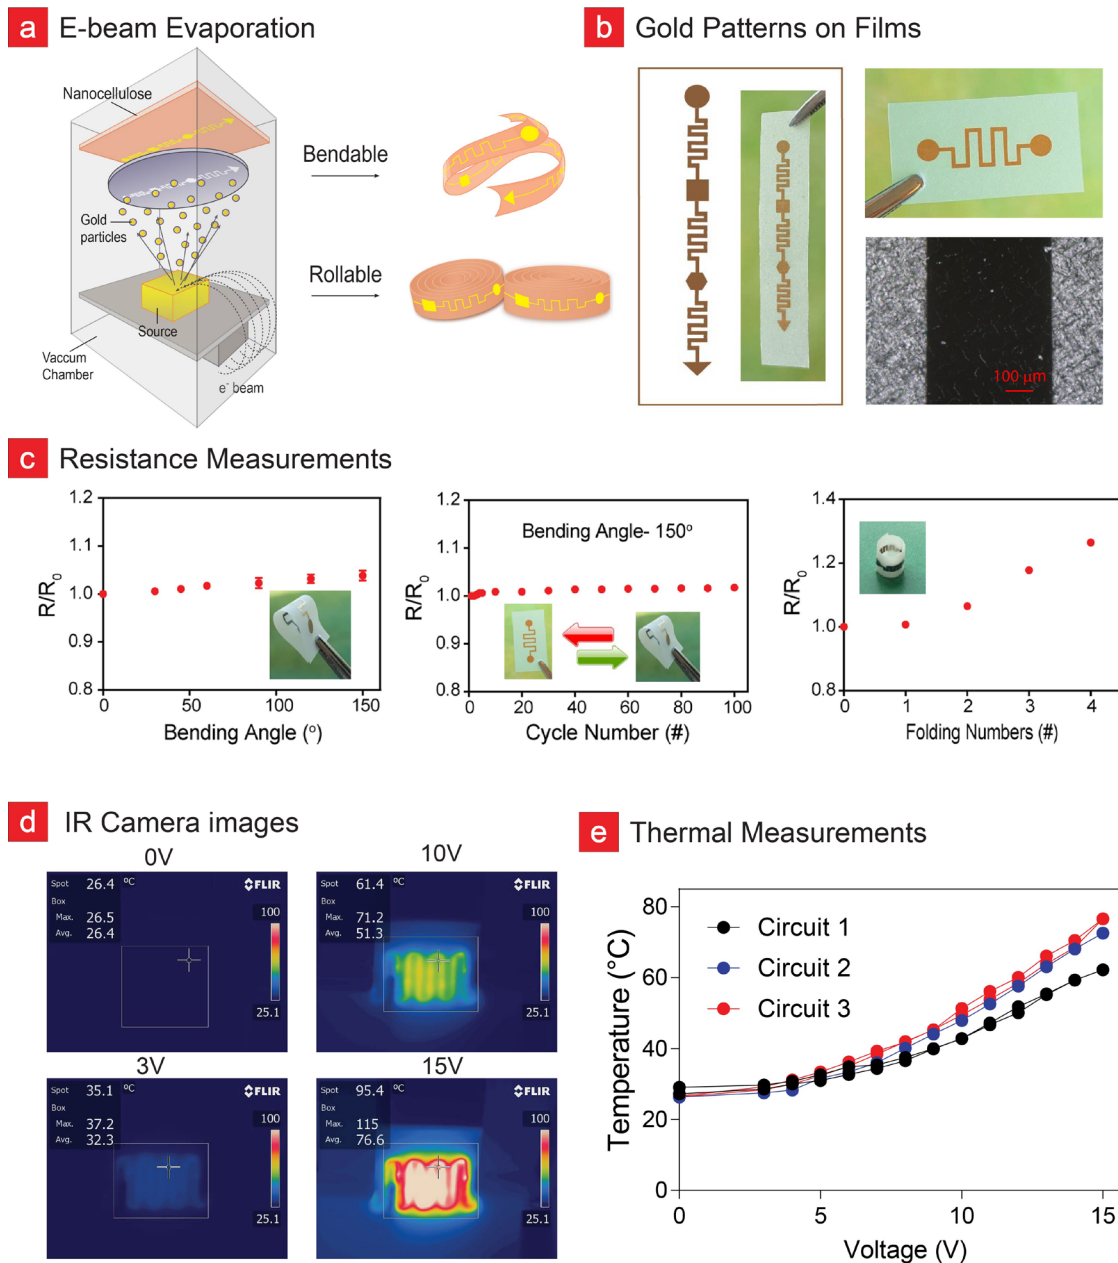 a E-beam Evaporation
Nanocellulose
Gold
particles
Source
Vaccum
Chamber
e⁻ beam
Bendable
Rollable
b Gold Patterns on Films
100 µm
c Resistance Measurements
R/R₀
1.2
1.1
1.0
0.9
0.8
0 50 100 150
Bending Angle (º)
R/R₀
1.2
1.1
1.0
0.9
0.8
Bending Angle- 150º
0 20 40 60 80 100
Cycle Number (#)
R/R₀
1.4
1.2
1.0
0.8
0 1 2 3 4
Folding Numbers (#)
d IR Camera images
0V
Spot 26.4 ºC
Box
Max. 26.5
Avg. 26.4
FLIR
100
25.1
10V
Spot 61.4 ºC
Box
Max. 71.2
Avg. 51.3
FLIR
100
25.1
3V
Spot 35.1 ºC
Box
Max. 37.2
Avg. 32.3
FLIR
100
25.1
15V
Spot 95.4 ºC
Box
Max. 115
Avg. 76.6
FLIR
100
25.1
e Thermal Measurements
Temperature (°C)
80
60
40
20
0
Circuit 1
Circuit 2
Circuit 3
0 5 10 15
Voltage (V)